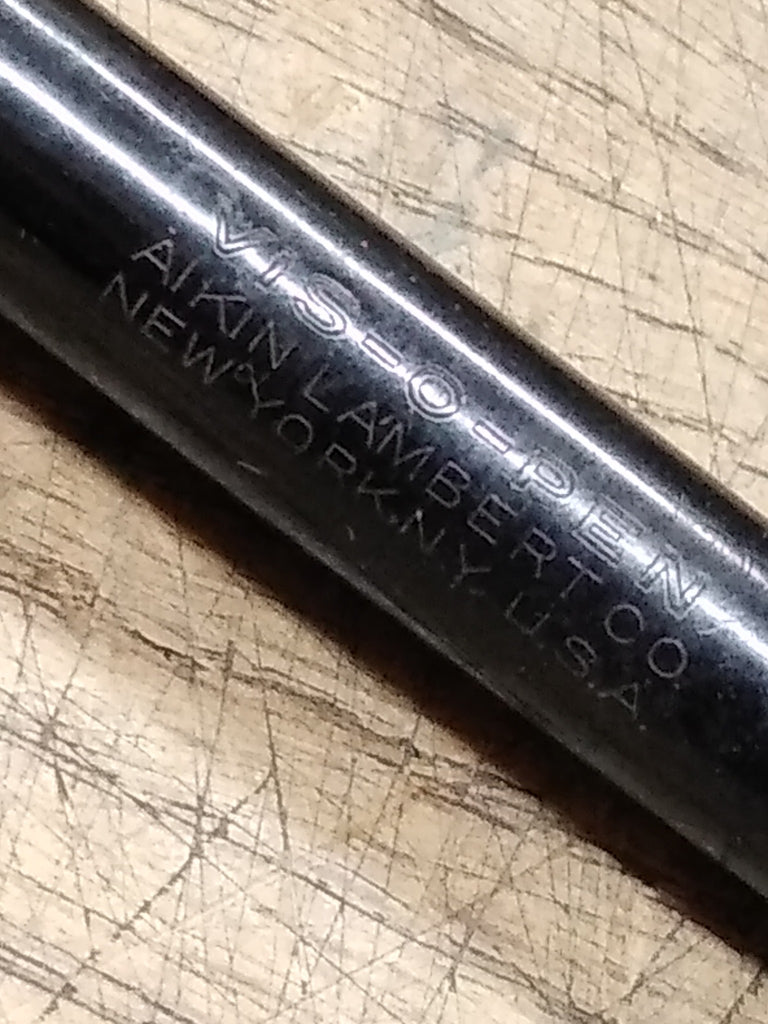 VIS-O-PEN
AIKIN LAMBERT CO
NEW YORK, N.Y. U.S.A.